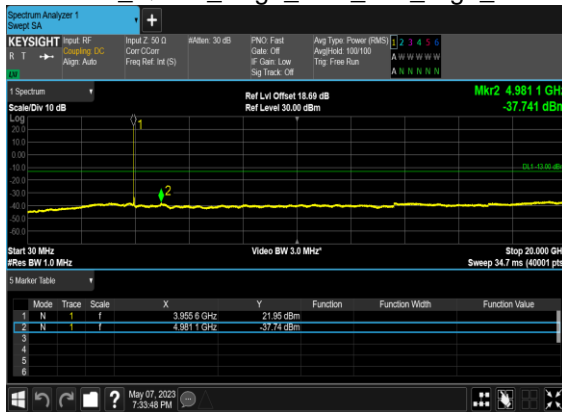 Spectrum Analyzer 1
Swept SA
+
KEYSIGHT Input: RF Input Z: 50 Ω #Atten: 30 dB PNO: Fast Avg Type: Power (RMS) 1 2 3 4 5 6
R T Coupling: DC Corr CCorr Gate: Off Avg|Hold: 100/100 A W W W W W
Align: Auto Freq Ref: Int (S) IF Gain: Low Trig: Free Run
Sig Track: Off A N N N N N
1 Spectrum Ref Lvl Offset 18.69 dB Mkr2 4.981 1 GHz
Scale/Div 10 dB Ref Level 30.00 dBm -37.741 dBm
Log
20.0
10.0
0.00
-10.0
DL1 -13.00 dBm
-20.0
-30.0
-40.0
-50.0
-60.0
1
2
Start 30 MHz Video BW 3.0 MHz* Stop 20.000 GHz
#Res BW 1.0 MHz Sweep 34.7 ms (40001 pts)
5 Marker Table
Mode Trace Scale X Y Function Function Width Function Value
1 N 1 f 3.955 6 GHz 21.95 dBm
2 N 1 f 4.981 1 GHz -37.74 dBm
3
4
5
6
? May 07, 2023
7:33:48 PM